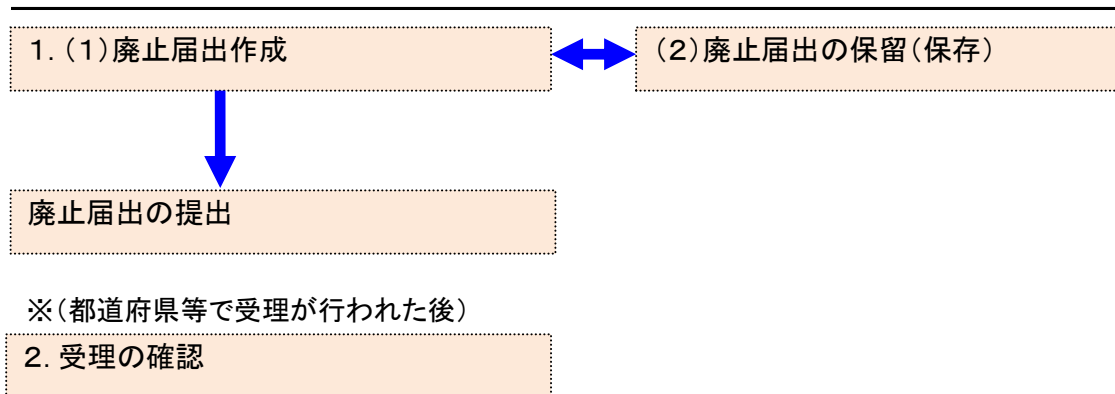 1．（1）廃止届出作成
（2）廃止届出の保留（保存）
廃止届出の提出
※（都道府県等で受理が行われた後）
2．受理の確認